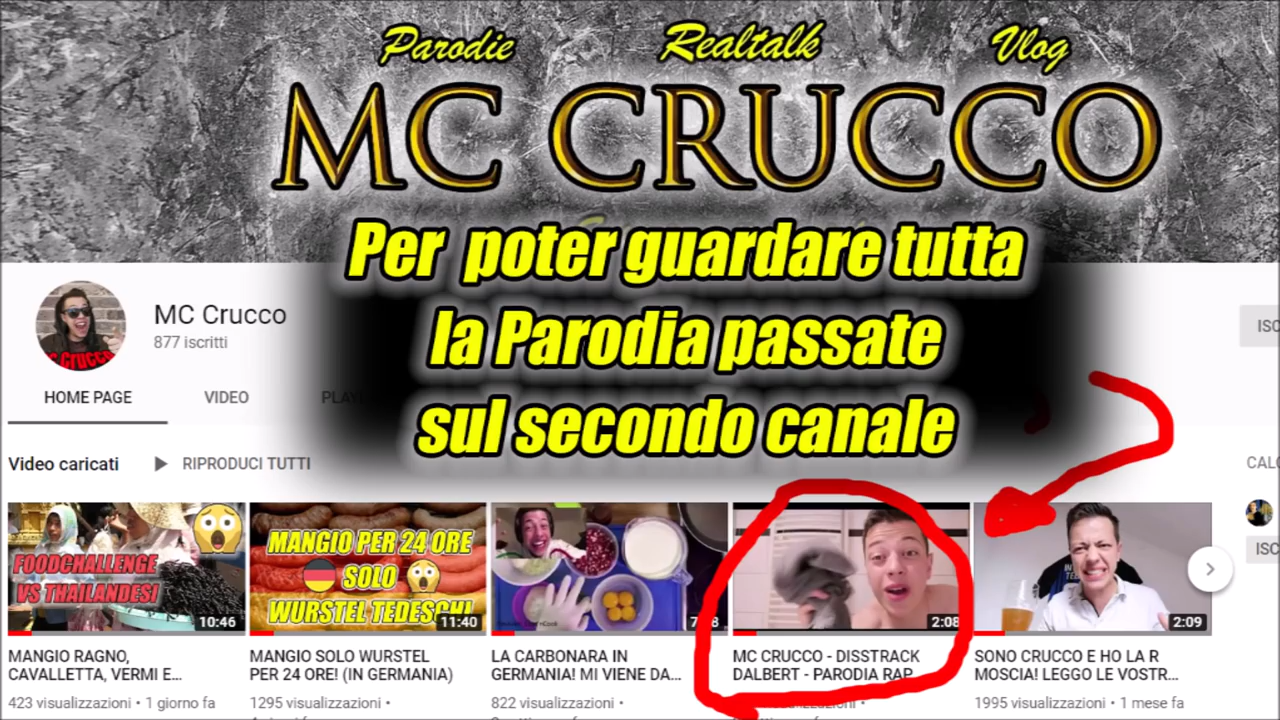 Parodie Realtalk Vlog
MC CRUCCO
Per poter guardare tutta
la Parodia passate
sul secondo canale
MC Crucco
877 iscritti
HOME PAGE VIDEO
Video caricati RIPRODUCI TUTTI
FOODCHALLENGE
VS THAILANDESI
10:46
MANGIO PER 24 ORE
SOLO
WURSTEL TEDESCHI
11:40
2:08
2:09
MANGIO RAGNO,
CAVALLETTA, VERMI E...
423 visualizzazioni • 1 giorno fa
MANGIO SOLO WURSTEL
PER 24 ORE! (IN GERMANIA)
1295 visualizzazioni •
LA CARBONARA IN
GERMANIA! MI VIENE DA...
822 visualizzazioni •
MC CRUCCO - DISSTRACK
DALBERT - PARODIA RAP
SONO CRUCCO E HO LA R
MOSCIA! LEGGO LE VOSTR...
1995 visualizzazioni • 1 mese fa